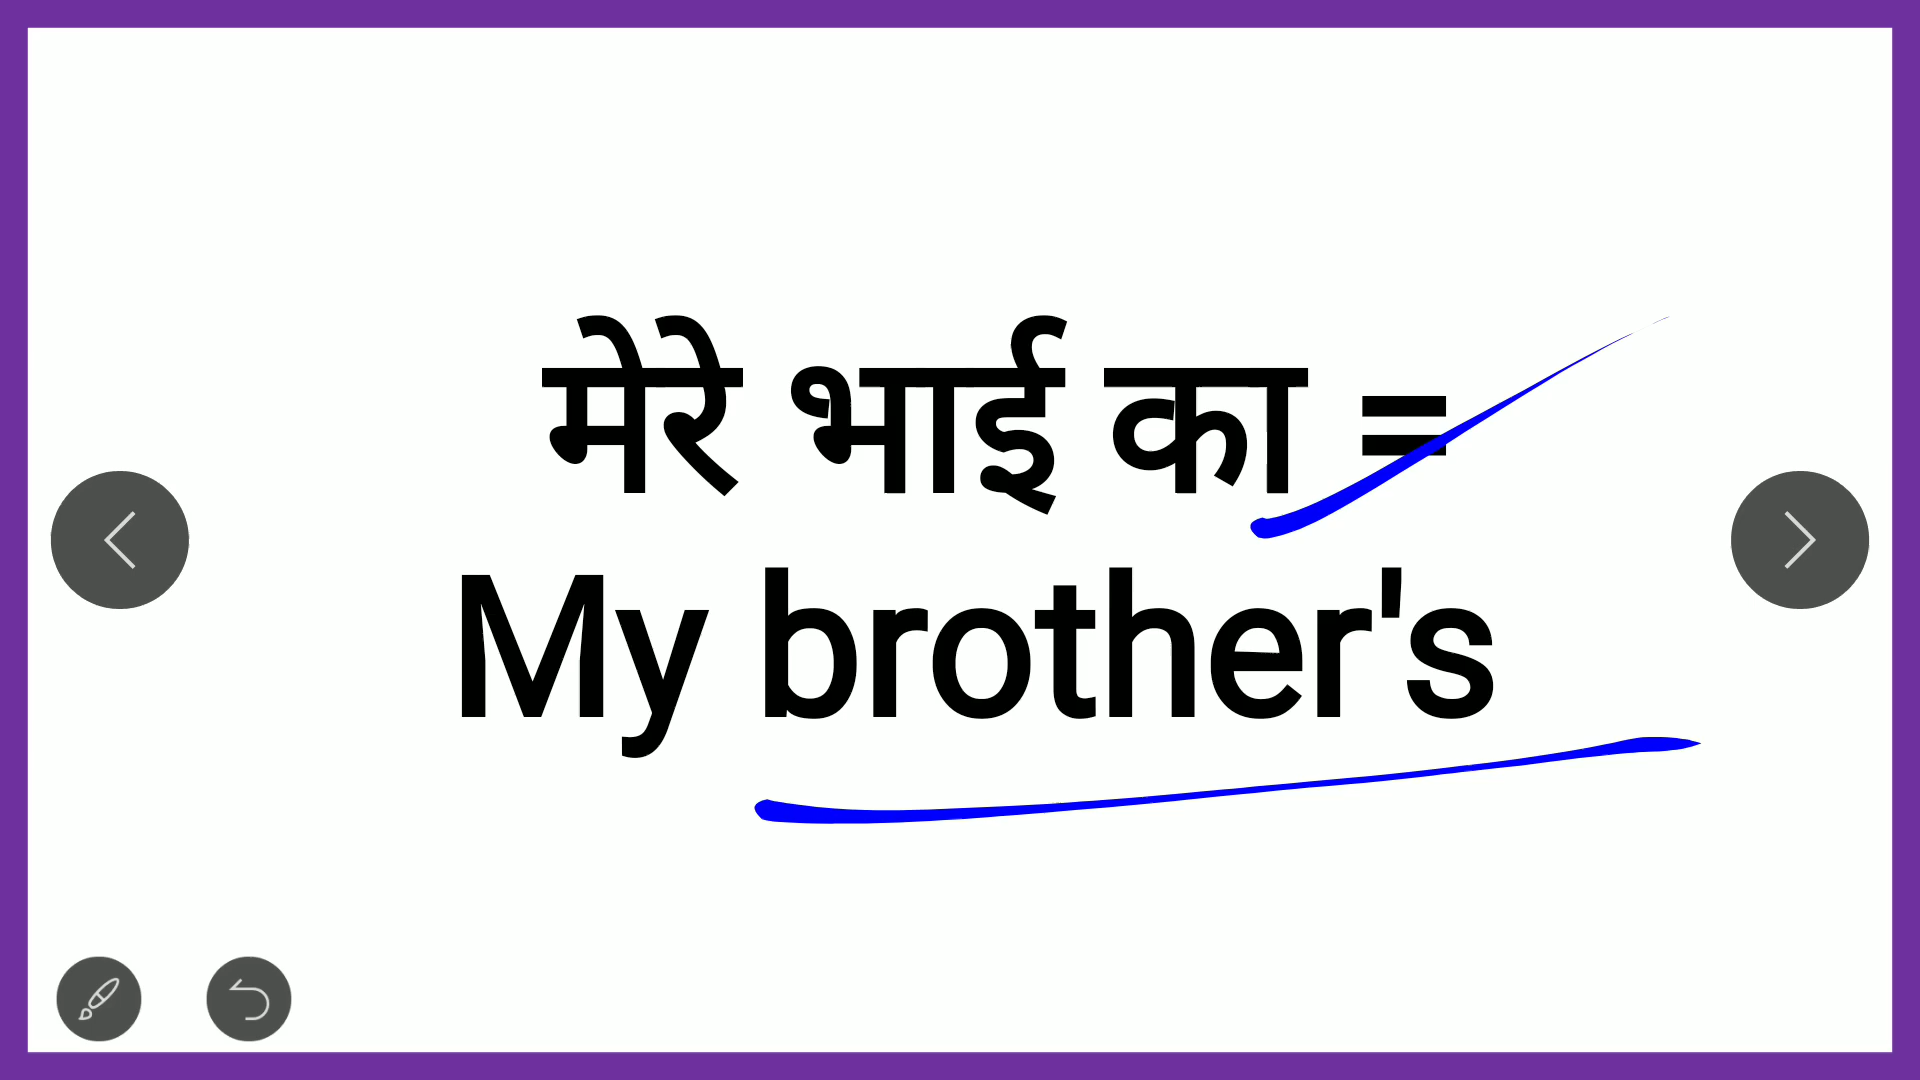 मेरे भाई का =
My brother's